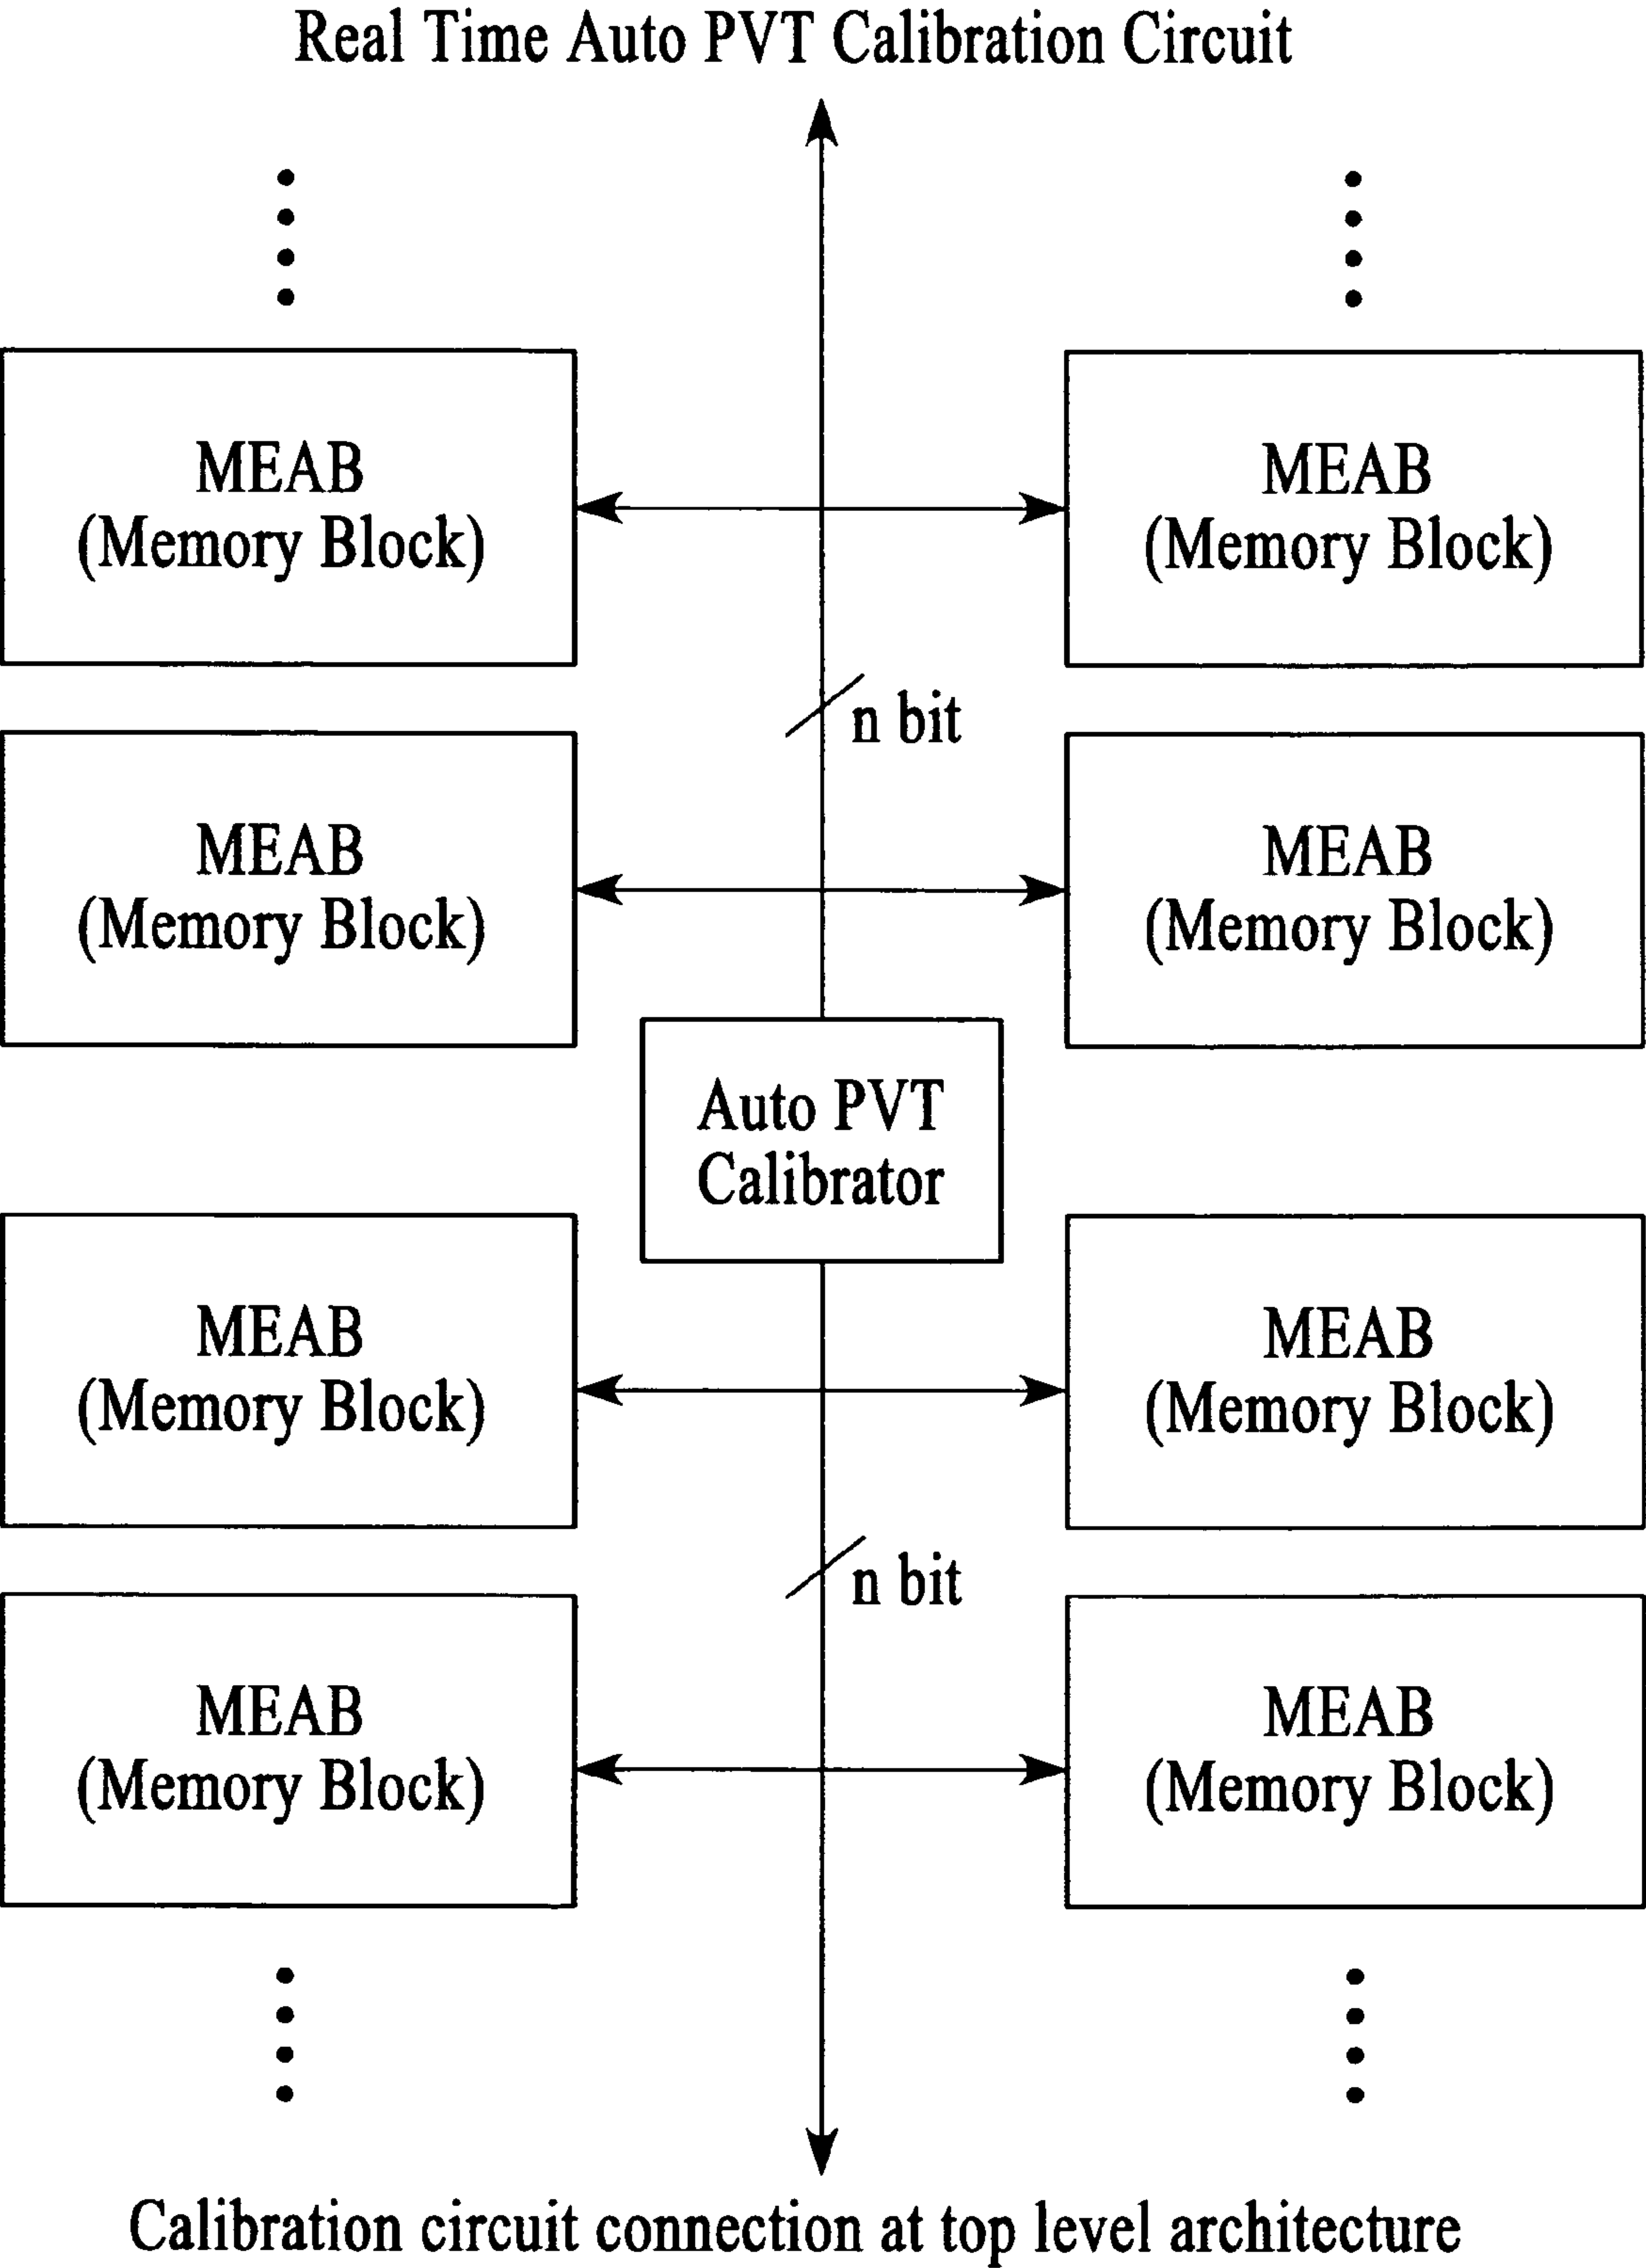 Real Time Auto PVT Calibration Circuit
MEAB
(Memory Block)
MEAB
(Memory Block)
n bit
MEAB
(Memory Block)
MEAB
(Memory Block)
Auto PVT
Calibrator
MEAB
(Memory Block)
MEAB
(Memory Block)
n bit
MEAB
(Memory Block)
MEAB
(Memory Block)
Calibration circuit connection at top level architecture